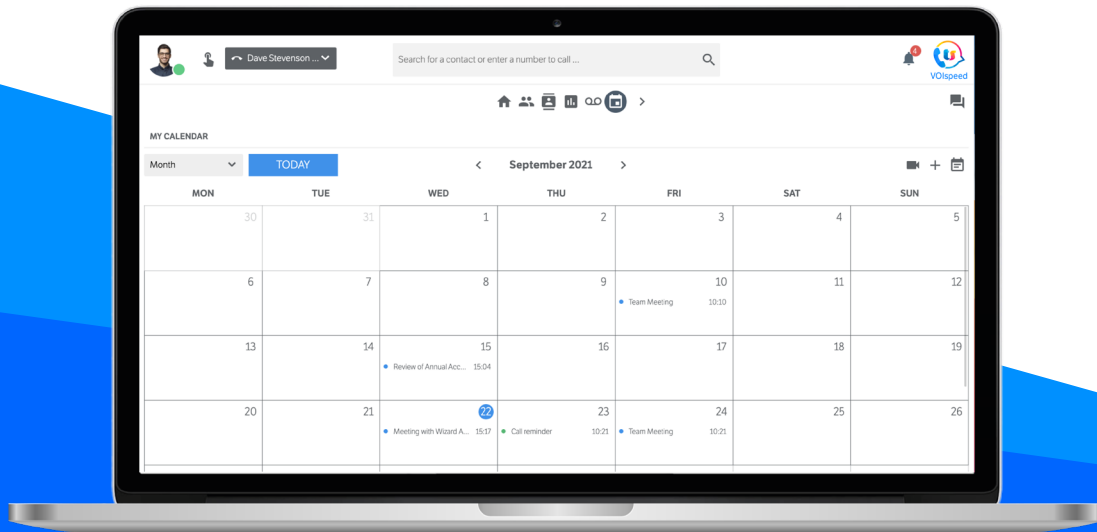 Dave Stevenson ...
Search for a contact or enter a number to call ...
4
VOIspeed
MY CALENDAR
Month
TODAY
September 2021
MON TUE WED THU FRI SAT SUN
30 31 1 2 3 4 5
6 7 8 9 10 11 12
Team Meeting 10:10
13 14 15 16 17 18 19
Review of Annual Acc... 15:04
20 21 22 23 24 25 26
Meeting with Wizard A... 15:17 Call reminder 10:21 Team Meeting 10:21